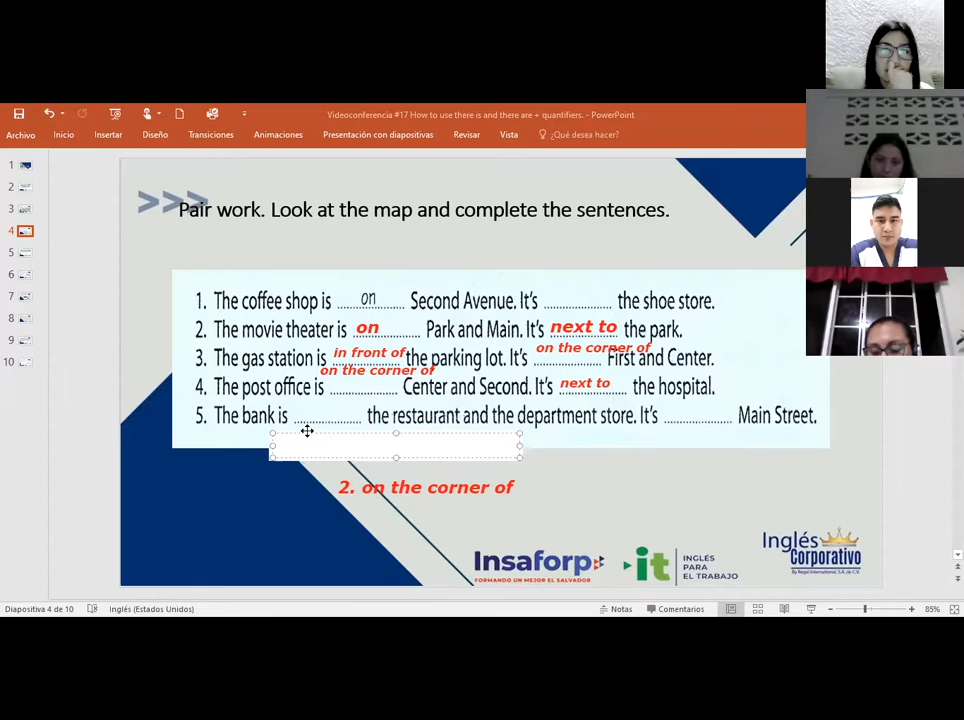 Videoconferencia #17 How to use there is and there are + quantifiers. - PowerPoint
Archivo Inicio Insertar Diseño Transiciones Animaciones Presentación con diapositivas Revisar Vista ¿Qué desea hacer?
1
2
3
4
5
6
7
8
9
10
>>> Pair work. Look at the map and complete the sentences.
1. The coffee shop is ....on.... Second Avenue. It's .................... the shoe store.
2. The movie theater is on Park and Main. It's next to the park.
3. The gas station is in front of the parking lot. It's on the corner of First and Center.
4. The post office is on the corner of Center and Second. It's next to the hospital.
5. The bank is .................... the restaurant and the department store. It's .................... Main Street.
2. on the corner of
Insaforp
FORMANDO UN MEJOR EL SALVADOR
it
INGLÉS
PARA
EL TRABAJO
Inglés
Corporativo
By Regal International, S.A. de C.V.
Diapositiva 4 de 10 Inglés (Estados Unidos) Notas Comentarios 85%